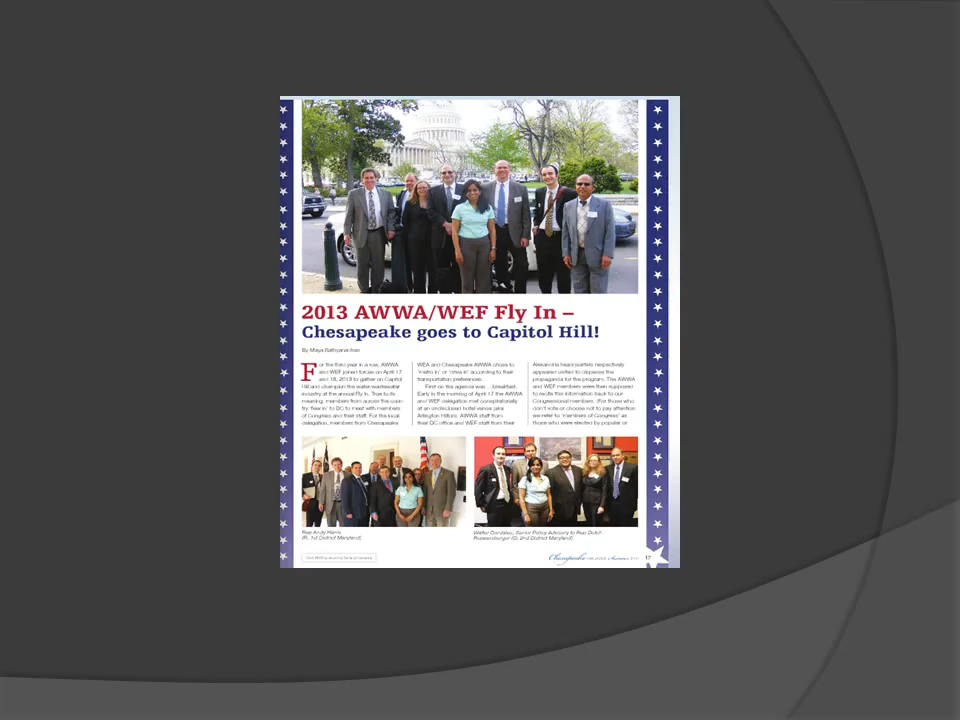 2013 AWWA/WEF Fly In –
Chesapeake goes to Capitol Hill!
By Maya
For the third year in a row, AWWA
and WEF joined forces on April 17
and 18, 2013 to gather on Capitol
Hill and champion the water/wastewater
industry at the annual Fly In. True to its
meaning, members from across the coun-
try 'flew in' to DC to meet with members
of Congress and their staff. For the local
delegation, members from Chesapeake
WEA and Chesapeake AWWA chose to
'metro in' or 'drive in' according to their
transportation preferences.
First on the agenda was ... breakfast.
Early in the morning of April 17 the AWWA
and WEF delegation met conspiratorially
at an undisclosed hotel venue (aka
Arlington Hilton). AWWA staff from
their DC office and WEF staff from their
Alexandria headquarters respectively
appeared united to dispense the
propaganda for the program. The AWWA
and WEF members were then supposed
to recite this information back to our
Congressional members. (For those who
don't vote or choose not to pay attention
we refer to 'members of Congress' as
those who were elected by popular or
Rep Andy Harris
(R, 1st District Maryland)
Walter Gonzales, Senior Policy Advisory to Rep Dutch
Ruppersberger (D, 2nd District Maryland)
Chesapeake Summer 17